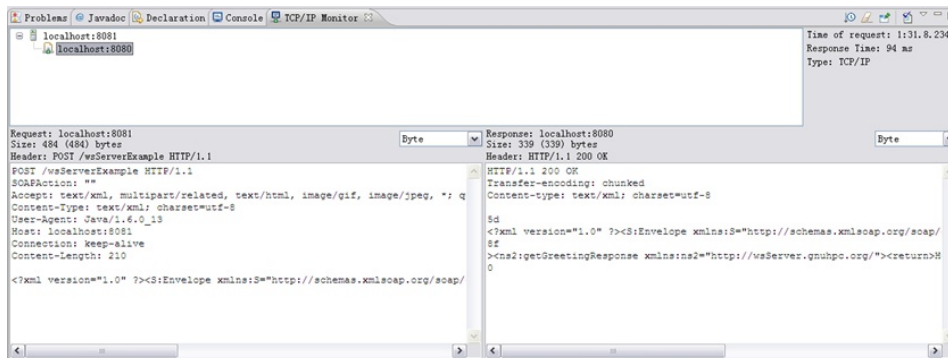 Problems @ Javadoc Declaration Console TCP/IP Monitor
localhost:8081
localhost:8080
Time of request: 1:31.8.234
Response Time: 94 ms
Type: TCP/IP
Request: localhost:8081
Size: 484 (484) bytes
Header: POST /wsServerExample HTTP/1.1
Byte
POST /wsServerExample HTTP/1.1
SOAPAction: ""
Accept: text/xml, multipart/related, text/html, image/gif, image/jpeg, *; q
Content-Type: text/xml; charset=utf-8
User-Agent: Java/1.6.0_13
Host: localhost:8081
Connection: keep-alive
Content-Length: 210
<?xml version="1.0" ?><S:Envelope xmlns:S="http://schemas.xmlsoap.org/soap/
Response: localhost:8080
Size: 339 (339) bytes
Header: HTTP/1.1 200 OK
Byte
HTTP/1.1 200 OK
Transfer-encoding: chunked
Content-type: text/xml; charset=utf-8
5d
<?xml version="1.0" ?><S:Envelope xmlns:S="http://schemas.xmlsoap.org/soap/
8f
><ns2:getGreetingResponse xmlns:ns2="http://wsServer.gnuhpc.org/"><return>H
0